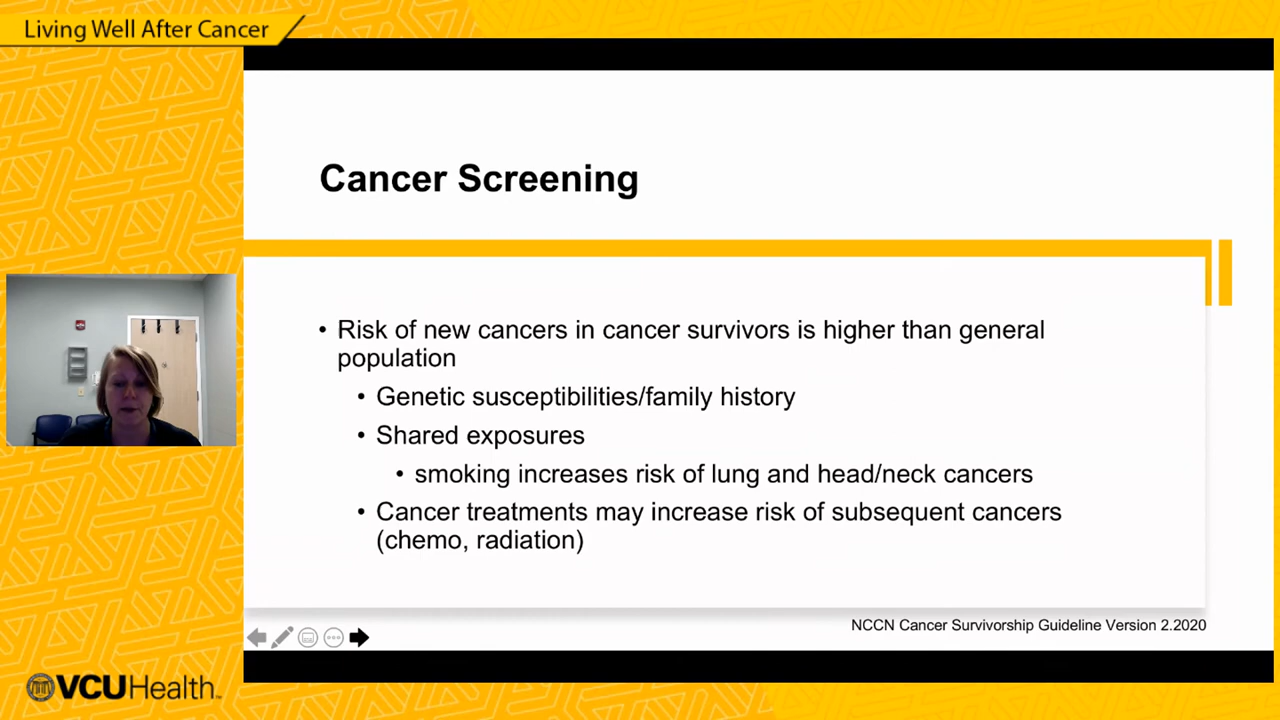 Living Well After Cancer
Cancer Screening
• Risk of new cancers in cancer survivors is higher than general
population
• Genetic susceptibilities/family history
• Shared exposures
• smoking increases risk of lung and head/neck cancers
• Cancer treatments may increase risk of subsequent cancers
(chemo, radiation)
NCCN Cancer Survivorship Guideline Version 2.2020
VCUHealth™